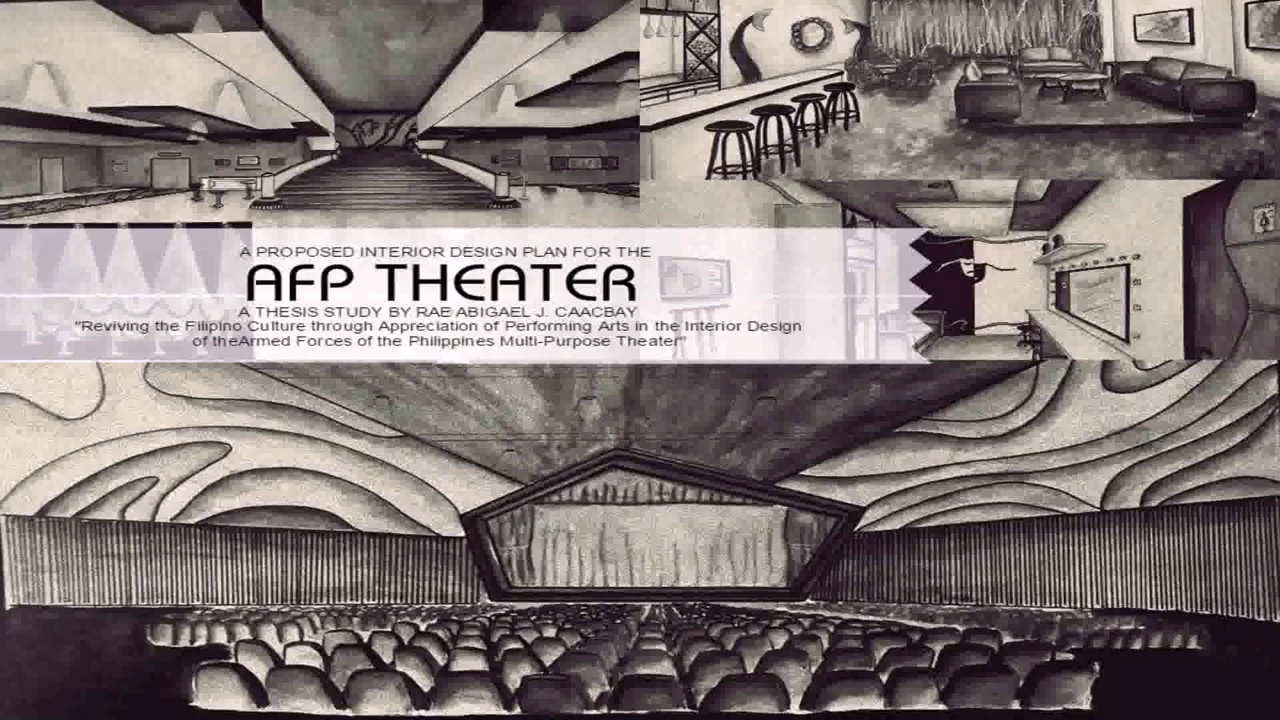 A PROPOSED INTERIOR DESIGN PLAN FOR THE
AFP THEATER
A THESIS STUDY BY RAE ABIGAEL J. CAACBAY
"Reviving the Filipino Culture through Appreciation of Performing Arts in the Interior Design
of theArmed Forces of the Philippines Multi-Purpose Theater"